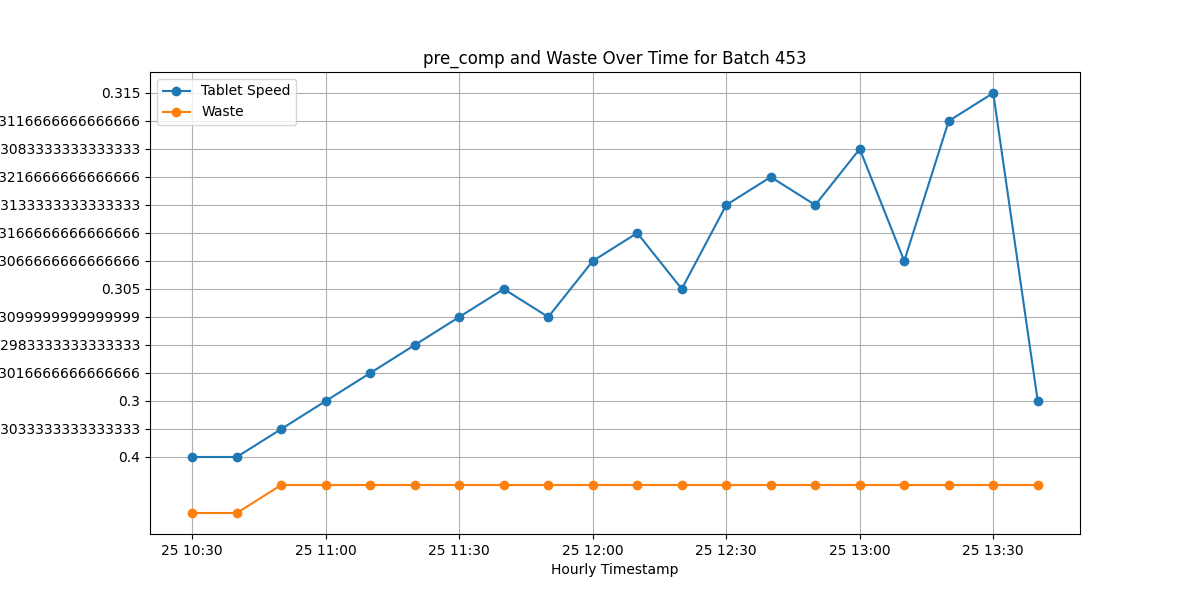 pre_comp and Waste Over Time for Batch 453
Tablet Speed
Waste
0.315
3116666666666666
3083333333333333
3216666666666666
3133333333333333
3166666666666666
3066666666666666
0.305
3099999999999999
2983333333333333
3016666666666666
0.3
3033333333333333
0.4
25 10:30 25 11:00 25 11:30 25 12:00 25 12:30 25 13:00 25 13:30
Hourly Timestamp